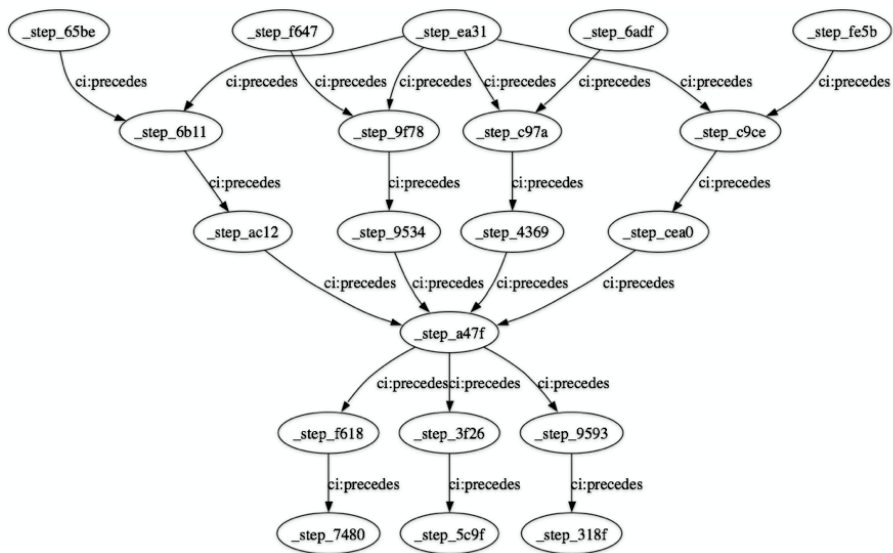 _step_65be _step_f647 _step_ea31 _step_6adf _step_fe5b
ci:precedes ci:precedes ci:precedes ci:precedes ci:precedes ci:precedes ci:precedes ci:precedes
_step_6b11 _step_9f78 _step_c97a _step_c9ce
ci:precedes ci:precedes ci:precedes ci:precedes
_step_ac12 _step_9534 _step_4369 _step_cea0
ci:precedes ci:precedes ci:precedes ci:precedes
_step_a47f
ci:precedes ci:precedes ci:precedes
_step_f618 _step_3f26 _step_9593
ci:precedes ci:precedes ci:precedes
_step_7480 _step_5c9f _step_318f